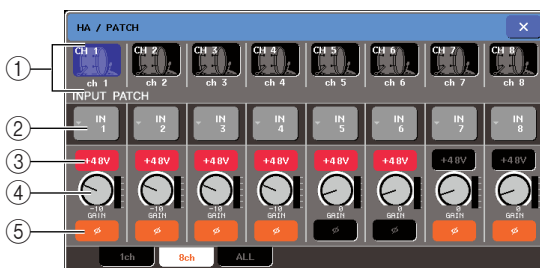 HA / PATCH
×
CH 1 CH 2 CH 3 CH 4 CH 5 CH 6 CH 7 CH 8
① ch 1 ch 2 ch 3 ch 4 ch 5 ch 6 ch 7 ch 8
INPUT PATCH
② IN 1 IN 2 IN 3 IN 4 IN 5 IN 6 IN 7 IN 8
③ +48V +48V +48V +48V +48V +48V +48V +48V
④ -10 -10 -10 -10 0 0 0 0
GAIN GAIN GAIN GAIN GAIN GAIN GAIN GAIN
⑤ ø ø ø ø ø ø ø ø
1ch 8ch ALL